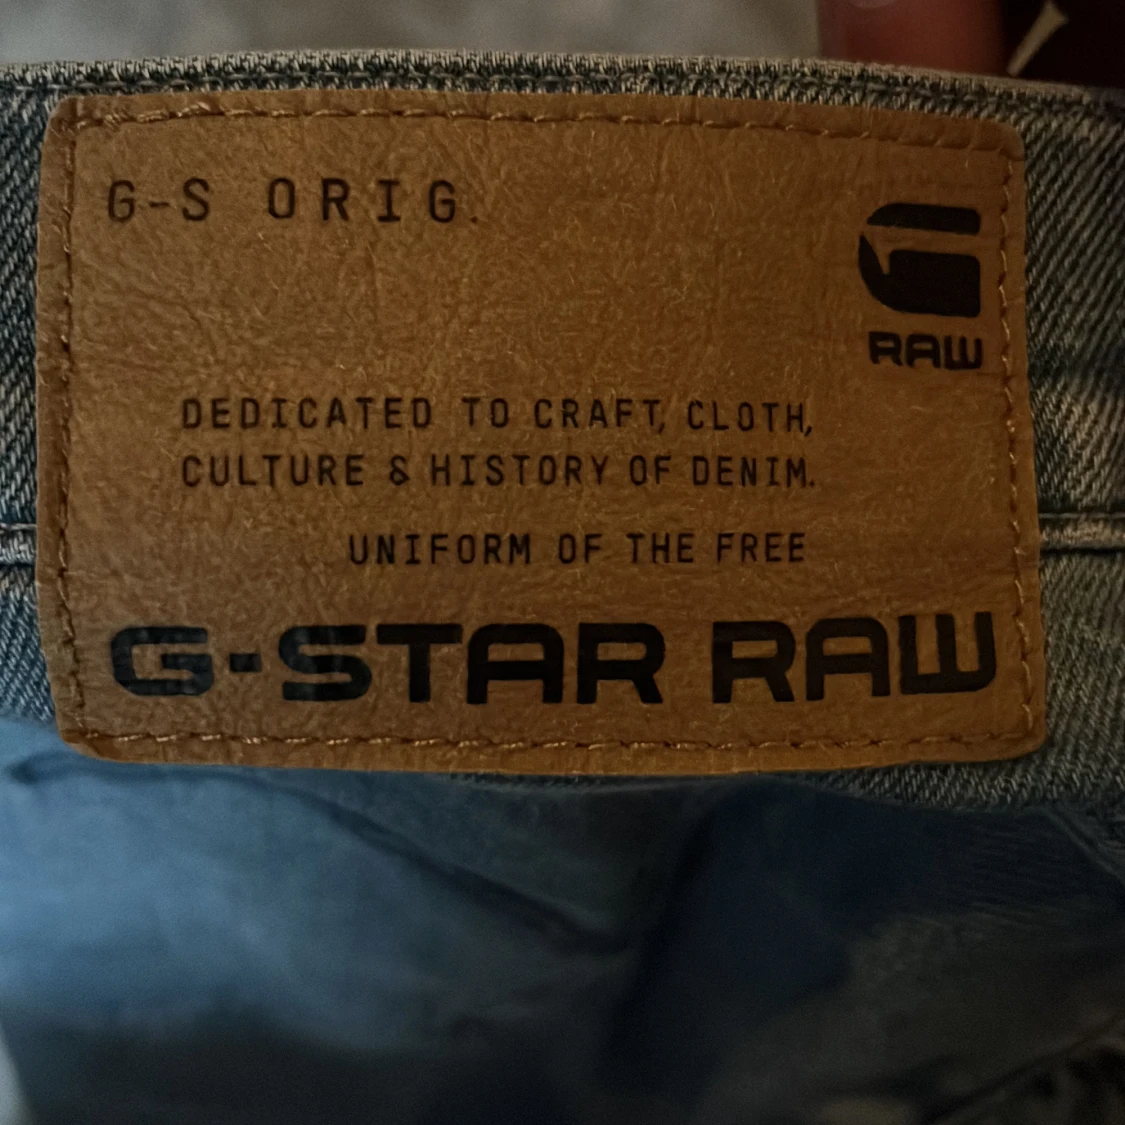 G-S ORIG.
RAW
DEDICATED TO CRAFT, CLOTH,
CULTURE & HISTORY OF DENIM.
UNIFORM OF THE FREE
G-STAR RAW